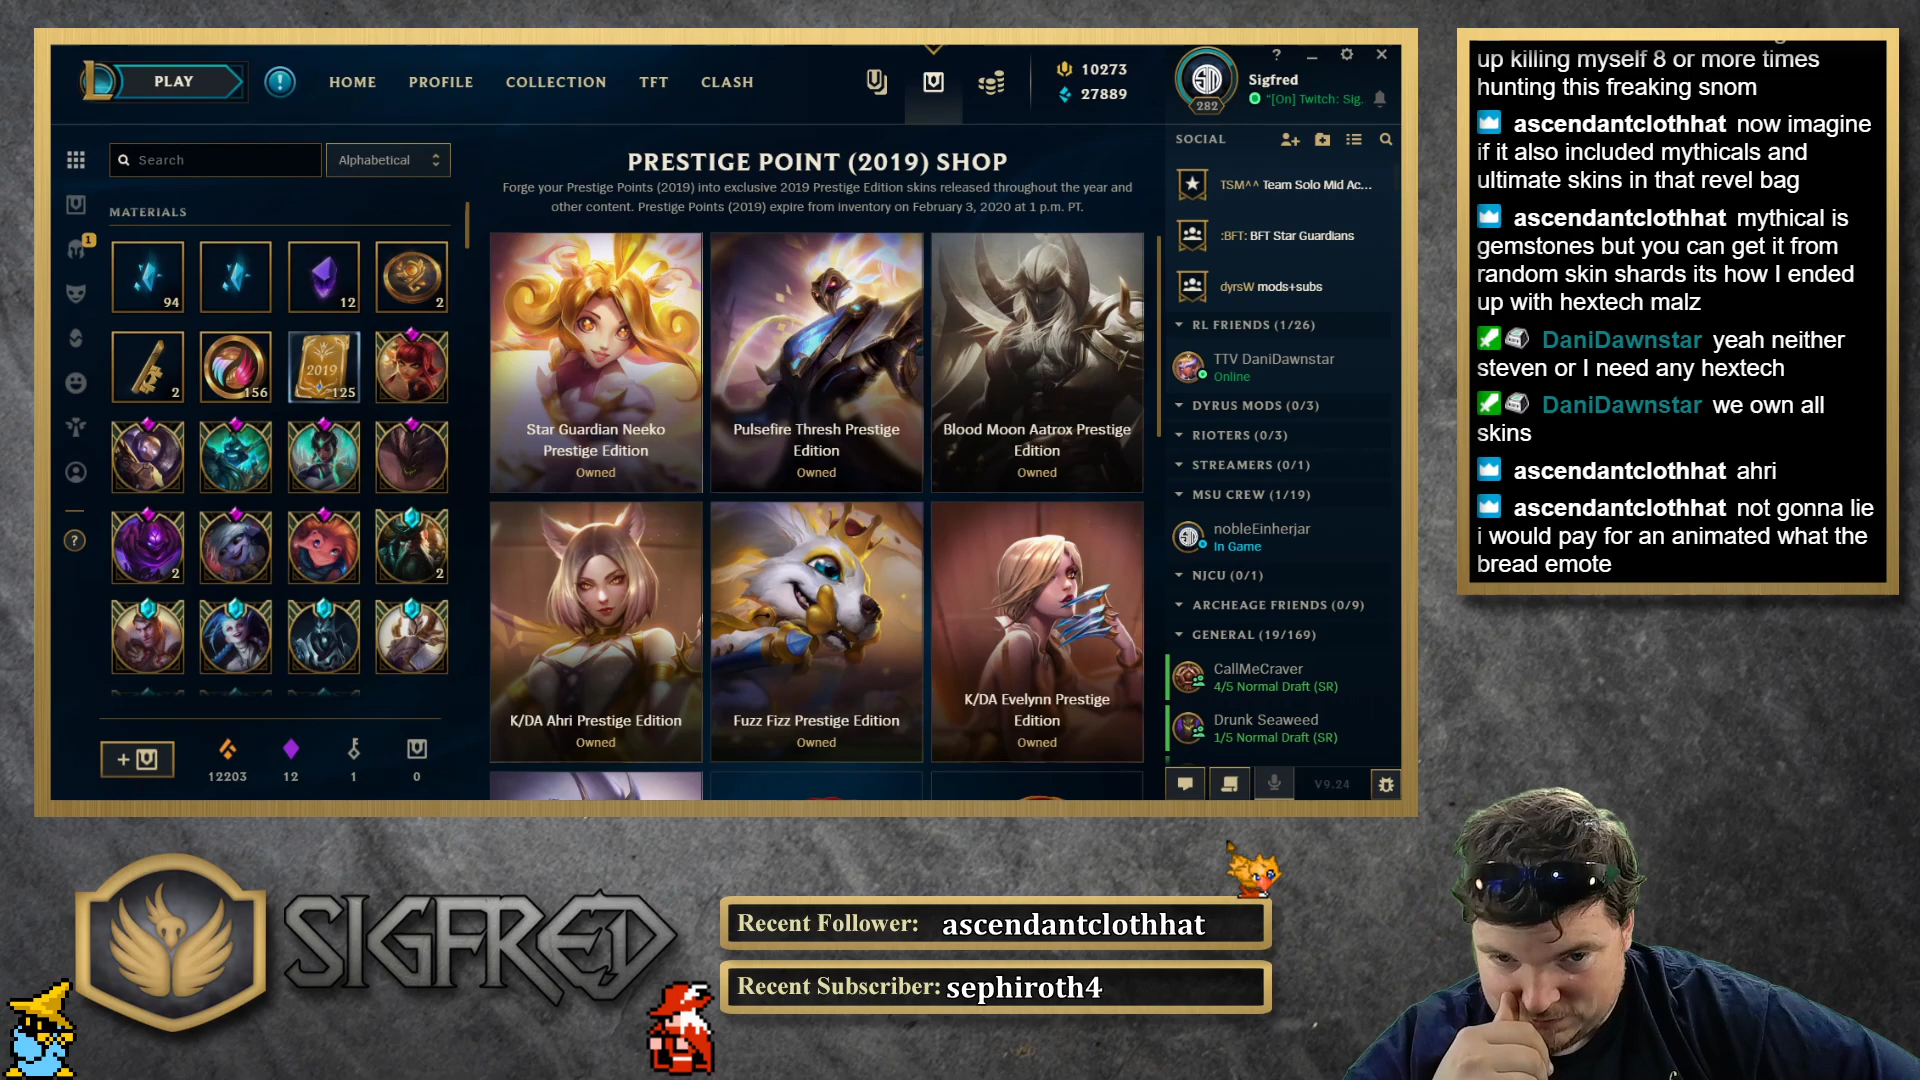 PLAY
HOME
PROFILE
COLLECTION
TFT
CLASH
10273
27889
?
Sigfred
"[On] Twitch: Sig.
282
Search
Alphabetical
MATERIALS
94
12
2
1
2
156
2019
125
2
2
?
+
12203
12
1
0
PRESTIGE POINT (2019) SHOP
Forge your Prestige Points (2019) into exclusive 2019 Prestige Edition skins released throughout the year and
other content. Prestige Points (2019) expire from inventory on February 3, 2020 at 1 p.m. PT.
Star Guardian Neeko
Prestige Edition
Owned
Pulsefire Thresh Prestige
Edition
Owned
Blood Moon Aatrox Prestige
Edition
Owned
K/DA Ahri Prestige Edition
Owned
Fuzz Fizz Prestige Edition
Owned
K/DA Evelynn Prestige
Edition
Owned
SOCIAL
TSM^^ Team Solo Mid Ac...
:BFT: BFT Star Guardians
dyrsW mods+subs
RL FRIENDS (1/26)
TTV DaniDawnstar
Online
DYRUS MODS (0/3)
RIOTERS (0/3)
STREAMERS (0/1)
MSU CREW (1/19)
nobleEinherjar
In Game
NJCU (0/1)
ARCHEAGE FRIENDS (0/9)
GENERAL (19/169)
CallMeCraver
4/5 Normal Draft (SR)
Drunk Seaweed
1/5 Normal Draft (SR)
V9.24
up killing myself 8 or more times
hunting this freaking snom
ascendantclothhat now imagine
if it also included mythicals and
ultimate skins in that revel bag
ascendantclothhat mythical is
gemstones but you can get it from
random skin shards its how I ended
up with hextech malz
DaniDawnstar yeah neither
steven or I need any hextech
DaniDawnstar we own all
skins
ascendantclothhat ahri
ascendantclothhat not gonna lie
i would pay for an animated what the
bread emote
SIGFRED
Recent Follower: ascendantclothhat
Recent Subscriber: sephiroth4